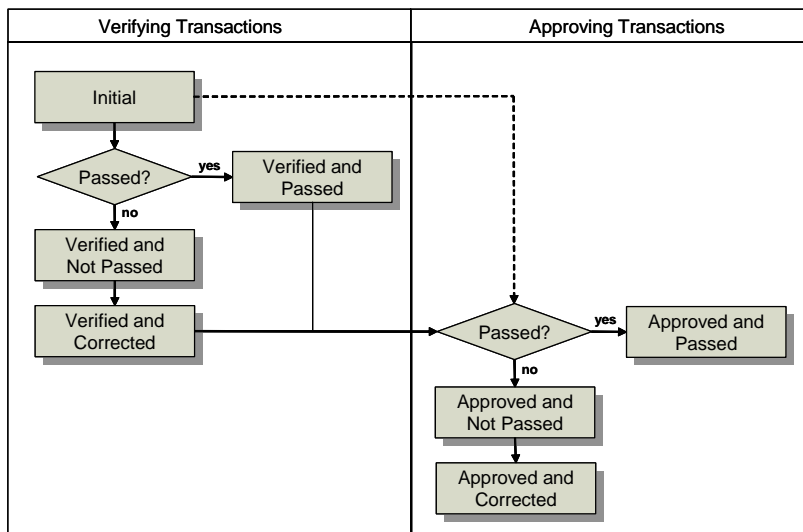 Verifying Transactions
Approving Transactions
Initial
Passed?
yes
Verified and
Passed
no
Verified and
Not Passed
Verified and
Corrected
Passed?
yes
Approved and
Passed
no
Approved and
Not Passed
Approved and
Corrected